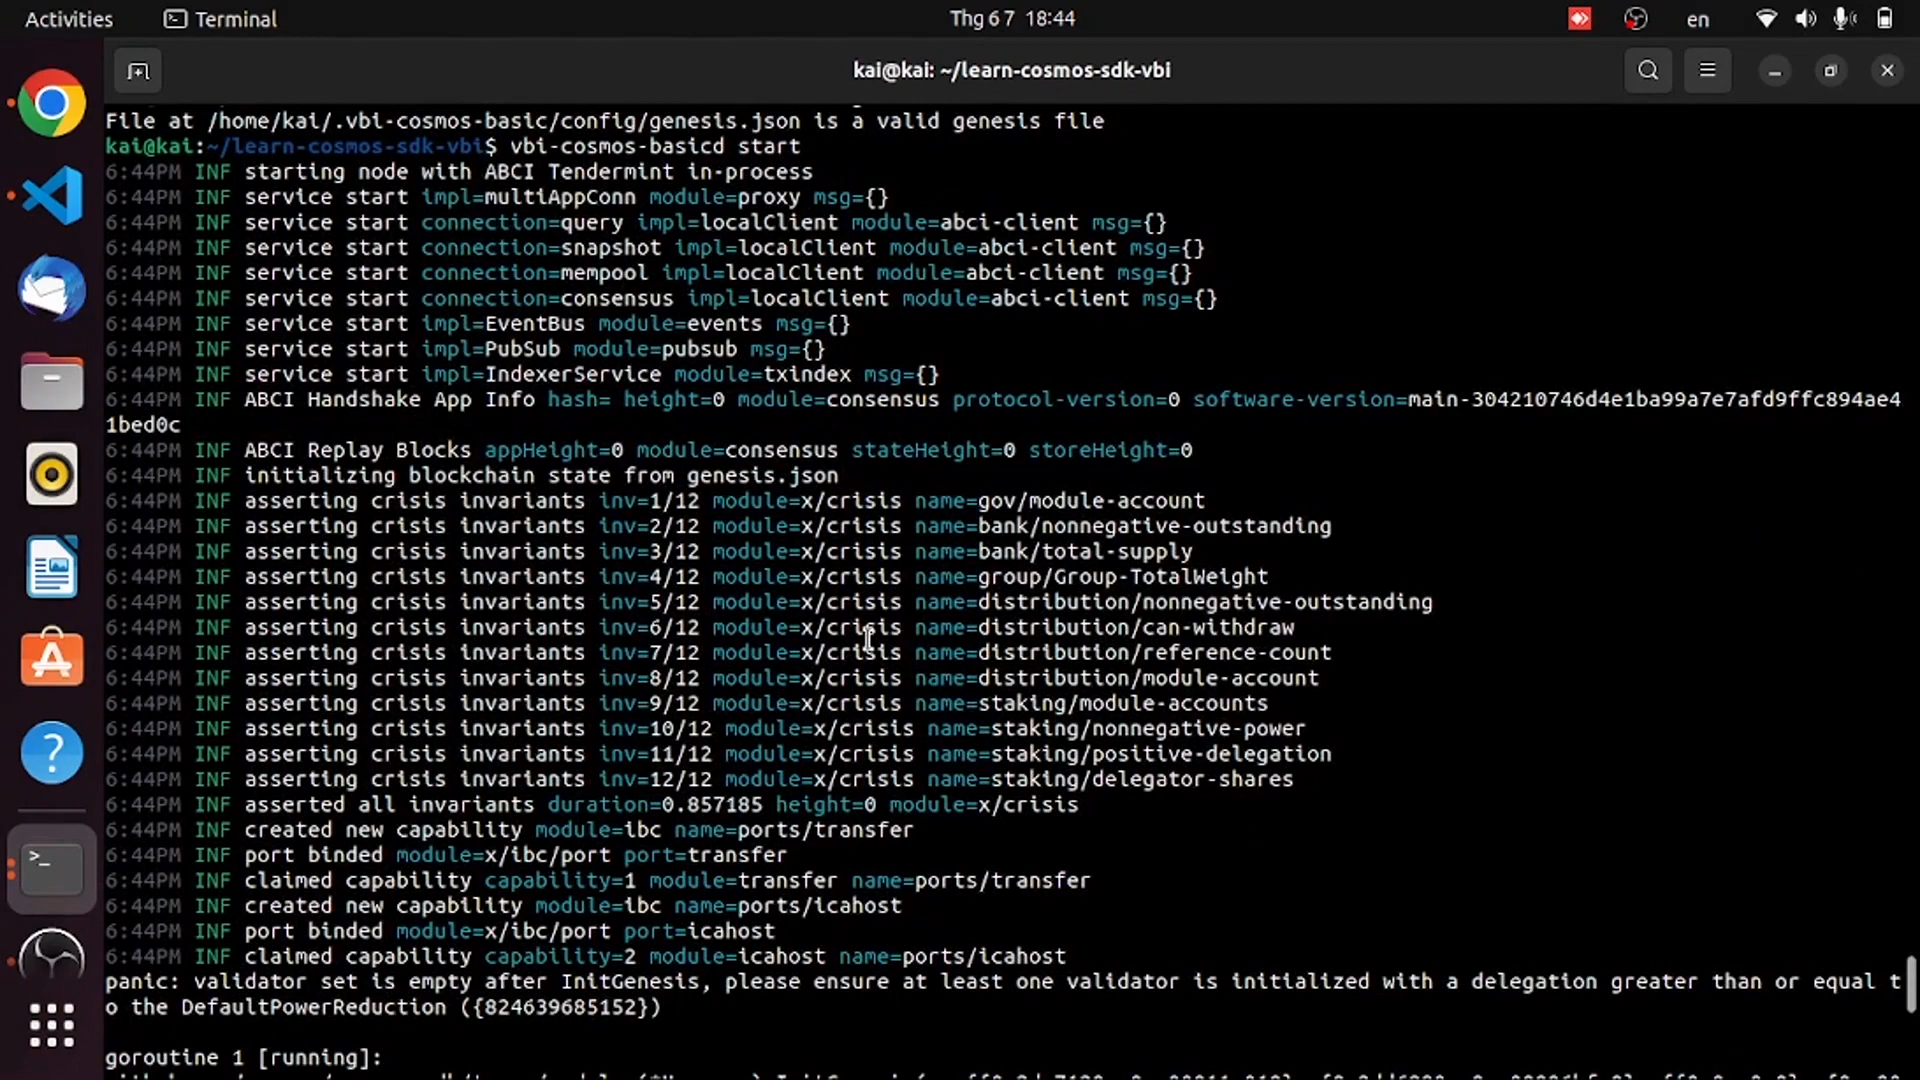 Activities
Terminal
Thg 6 7 18:44
en
kai@kai: ~/learn-cosmos-sdk-vbi
File at /home/kai/.vbi-cosmos-basic/config/genesis.json is a valid genesis file
kai@kai:~/learn-cosmos-sdk-vbi$ vbi-cosmos-basicd start
6:44PM INF starting node with ABCI Tendermint in-process
6:44PM INF service start impl=multiAppConn module=proxy msg={}
6:44PM INF service start connection=query impl=localClient module=abci-client msg={}
6:44PM INF service start connection=snapshot impl=localClient module=abci-client msg={}
6:44PM INF service start connection=mempool impl=localClient module=abci-client msg={}
6:44PM INF service start connection=consensus impl=localClient module=abci-client msg={}
6:44PM INF service start impl=EventBus module=events msg={}
6:44PM INF service start impl=PubSub module=pubsub msg={}
6:44PM INF service start impl=IndexerService module=txindex msg={}
6:44PM INF ABCI Handshake App Info hash= height=0 module=consensus protocol-version=0 software-version=main-304210746d4e1ba99a7e7afd9ffc894ae4
1bed0c
6:44PM INF ABCI Replay Blocks appHeight=0 module=consensus stateHeight=0 storeHeight=0
6:44PM INF initializing blockchain state from genesis.json
6:44PM INF asserting crisis invariants inv=1/12 module=x/crisis name=gov/module-account
6:44PM INF asserting crisis invariants inv=2/12 module=x/crisis name=bank/nonnegative-outstanding
6:44PM INF asserting crisis invariants inv=3/12 module=x/crisis name=bank/total-supply
6:44PM INF asserting crisis invariants inv=4/12 module=x/crisis name=group/Group-TotalWeight
6:44PM INF asserting crisis invariants inv=5/12 module=x/crisis name=distribution/nonnegative-outstanding
6:44PM INF asserting crisis invariants inv=6/12 module=x/crisis name=distribution/can-withdraw
6:44PM INF asserting crisis invariants inv=7/12 module=x/crisis name=distribution/reference-count
6:44PM INF asserting crisis invariants inv=8/12 module=x/crisis name=distribution/module-account
6:44PM INF asserting crisis invariants inv=9/12 module=x/crisis name=staking/module-accounts
6:44PM INF asserting crisis invariants inv=10/12 module=x/crisis name=staking/nonnegative-power
6:44PM INF asserting crisis invariants inv=11/12 module=x/crisis name=staking/positive-delegation
6:44PM INF asserting crisis invariants inv=12/12 module=x/crisis name=staking/delegator-shares
6:44PM INF asserted all invariants duration=0.857185 height=0 module=x/crisis
6:44PM INF created new capability module=ibc name=ports/transfer
6:44PM INF port binded module=x/ibc/port port=transfer
6:44PM INF claimed capability capability=1 module=transfer name=ports/transfer
6:44PM INF created new capability module=ibc name=ports/icahost
6:44PM INF port binded module=x/ibc/port port=icahost
6:44PM INF claimed capability capability=2 module=icahost name=ports/icahost
panic: validator set is empty after InitGenesis, please ensure at least one validator is initialized with a delegation greater than or equal t
o the DefaultPowerReduction ({824639685152})
goroutine 1 [running]: